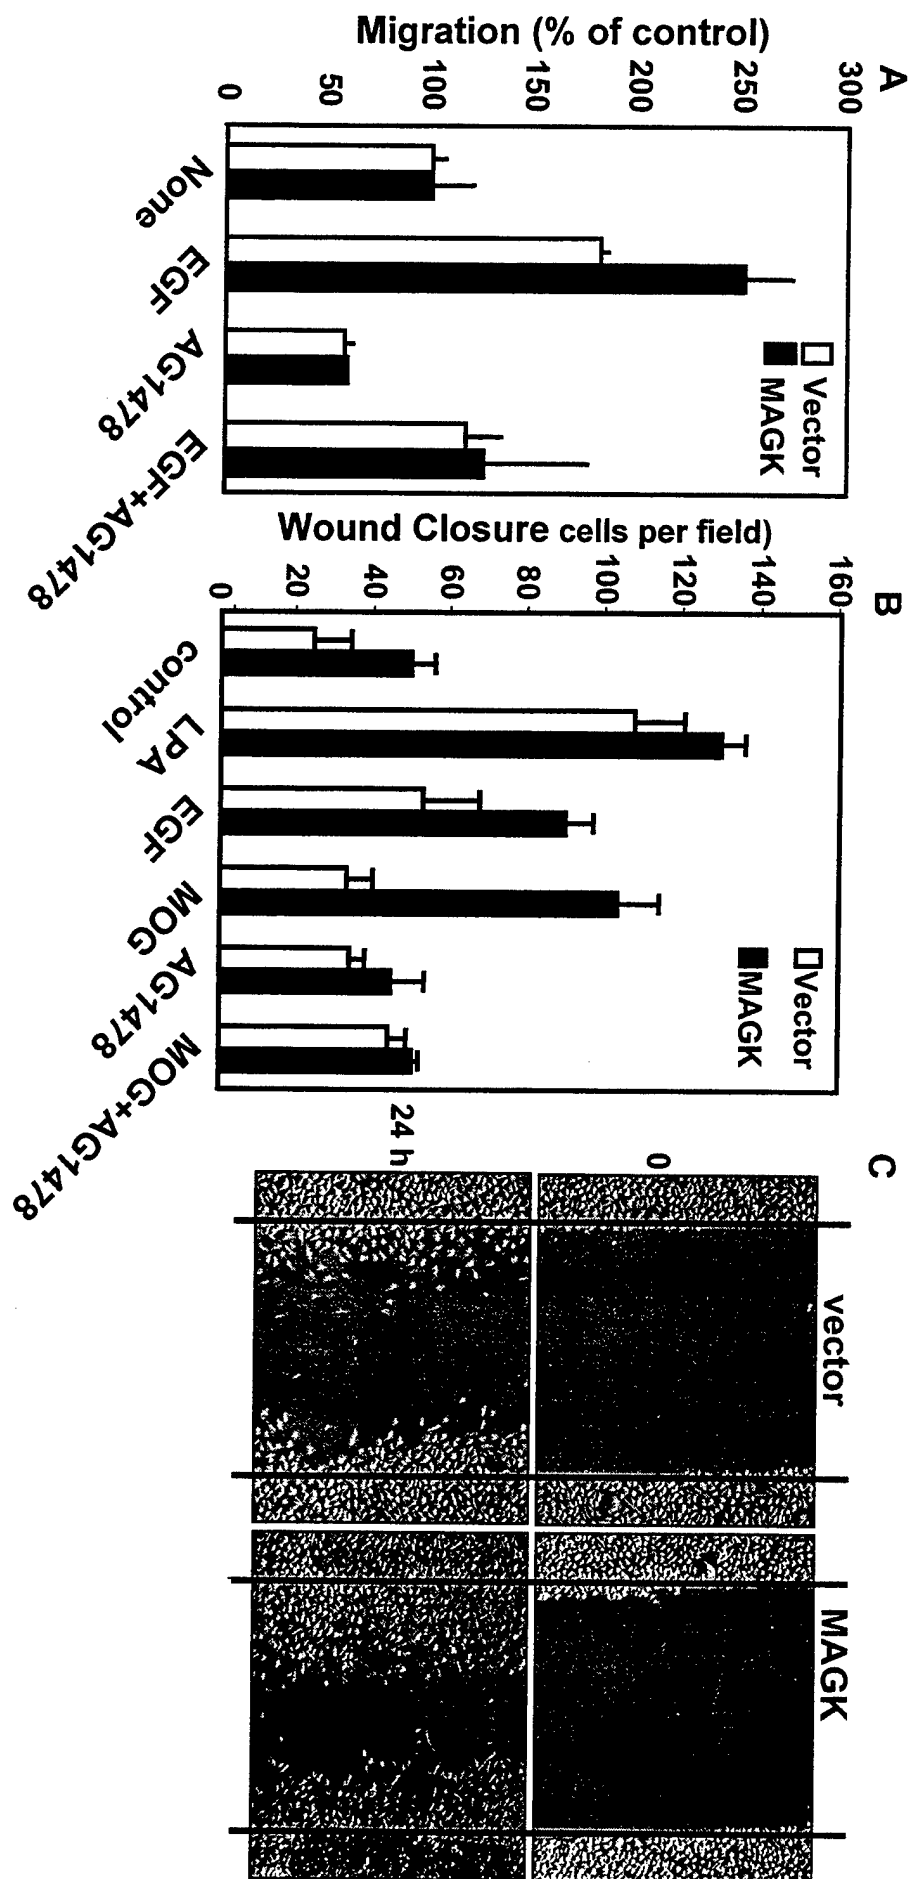 A
Migration (% of control)
300
250
200
150
100
50
0
Vector
MAGK
None
EGF
AG1478
EGF+AG1478
B
Wound Closure cells per field)
160
140
120
100
80
60
40
20
0
Vector
MAGK
control
LPA
EGF
MOG
AG1478
MOG+AG1478
C
vector
MAGK
0
24 h